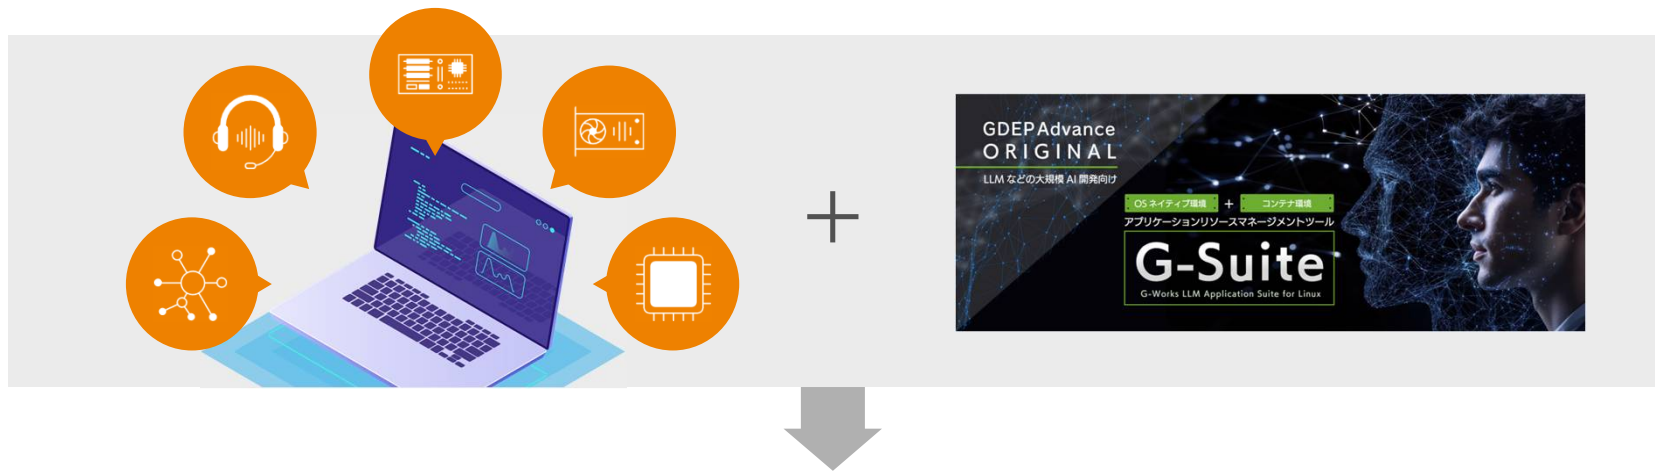 GDEP Advance
ORIGINAL
LLM などの大規模 AI 開発向け
OS ネイティブ環境 + コンテナ環境
アプリケーションリソースマネージメントツール
G-Suite
G-Works LLM Application Suite for Linux